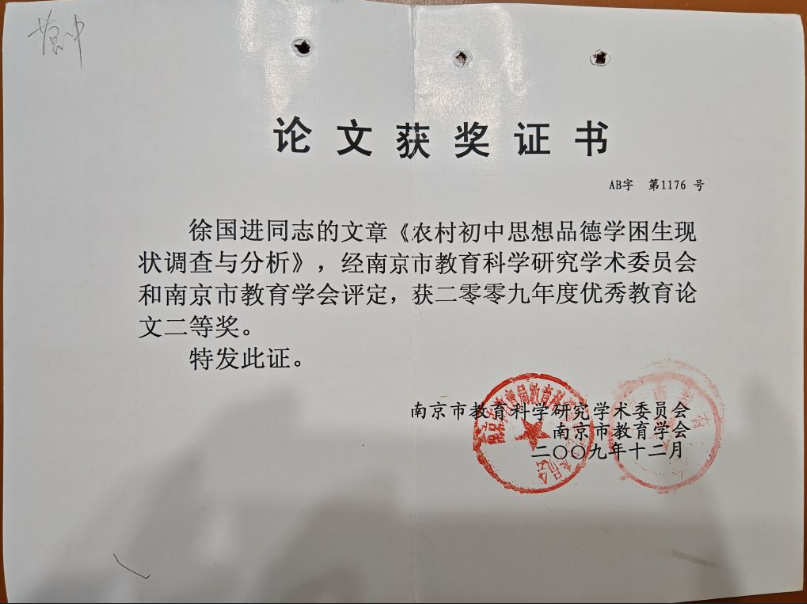 论文获奖证书
AB字 第1176 号
徐国进同志的文章《农村初中思想品德学困生现
状调查与分析》，经南京市教育科学研究学术委员会
和南京市教育学会评定，获二零零九年度优秀教育论
文二等奖。
特发此证。
南京市教育科学研究学术委员会
南京市教育学会
二〇〇九年十二月